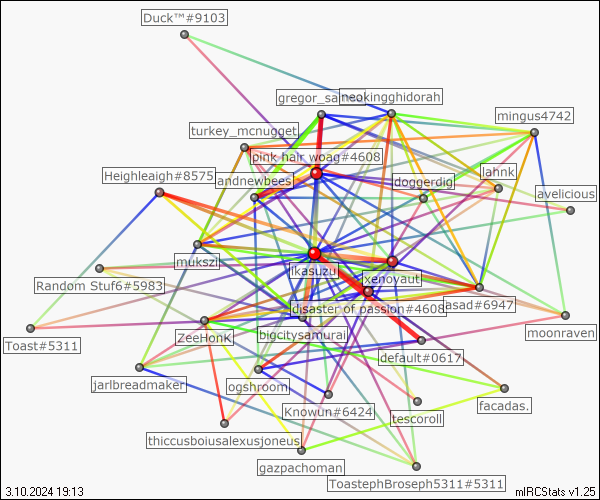 Duck™#9103
neokingghidorah
mingus4742
turkey_mcnugget
pink hair woag#4608
Heighleaigh#8575
andnewbees
doggerdig
lahnk
avelicious
mukszi
ikasuzu
xenovaut
Random Stuf6#5983
disaster of passion#4608
asad#6947
moonraven
Toast#5311
ZeeHonk
bigcitysamurai
default#0617
jarlbreadmaker
ogshroom
Knowun#6424
tescoroll
facadas.
thiccusboiusalexusjoneus
gazpachoman
ToastephBroseph5311#5311
3.10.2024 19:13
mIRCStats v1.25